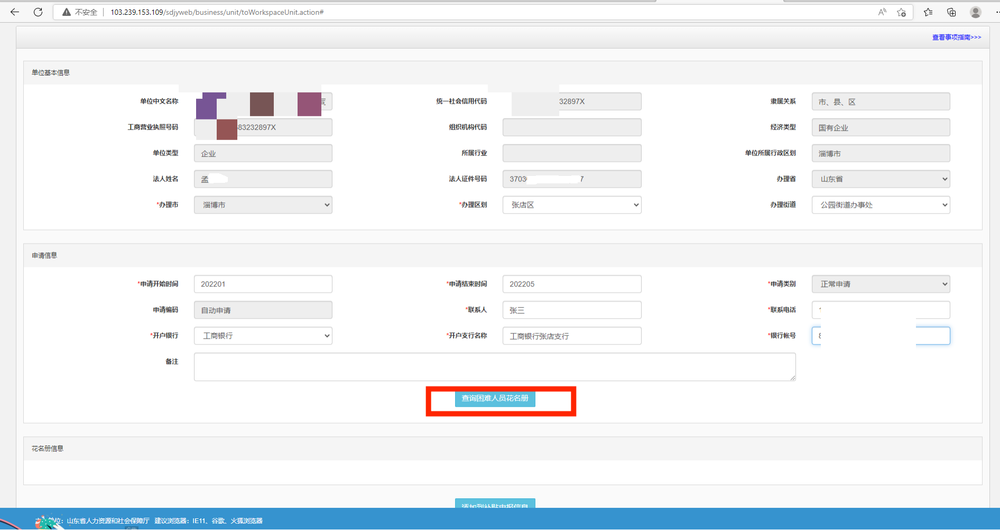 不安全 103.239.153.109/sdjyweb/business/unit/toWorkspaceUnit.action#
查看事项指南>>>
单位基本信息
单位中文名称 统一社会信用代码 32897X 隶属关系 市、县、区
工商营业执照号码 83232897X 组织机构代码 经济类型 国有企业
单位类型 企业 所属行业 单位所属行政区划 淄博市
法人姓名 孟 法人证件号码 3703 7 办理省 山东省
*办理市 淄博市 *办理区划 张店区 办理街道 公园街道办事处
申请信息
*申请开始时间 202201 *申请结束时间 202205 *申请类别 正常申请
申请编码 自动申请 *联系人 张三 *联系电话
*开户银行 工商银行 *开户支行名称 工商银行张店支行 *银行帐号 8
备注
查询困难人员花名册
花名册信息
添加到补贴申报信息
单位：山东省人力资源和社会保障厅 建议浏览器：IE11、谷歌、火狐浏览器